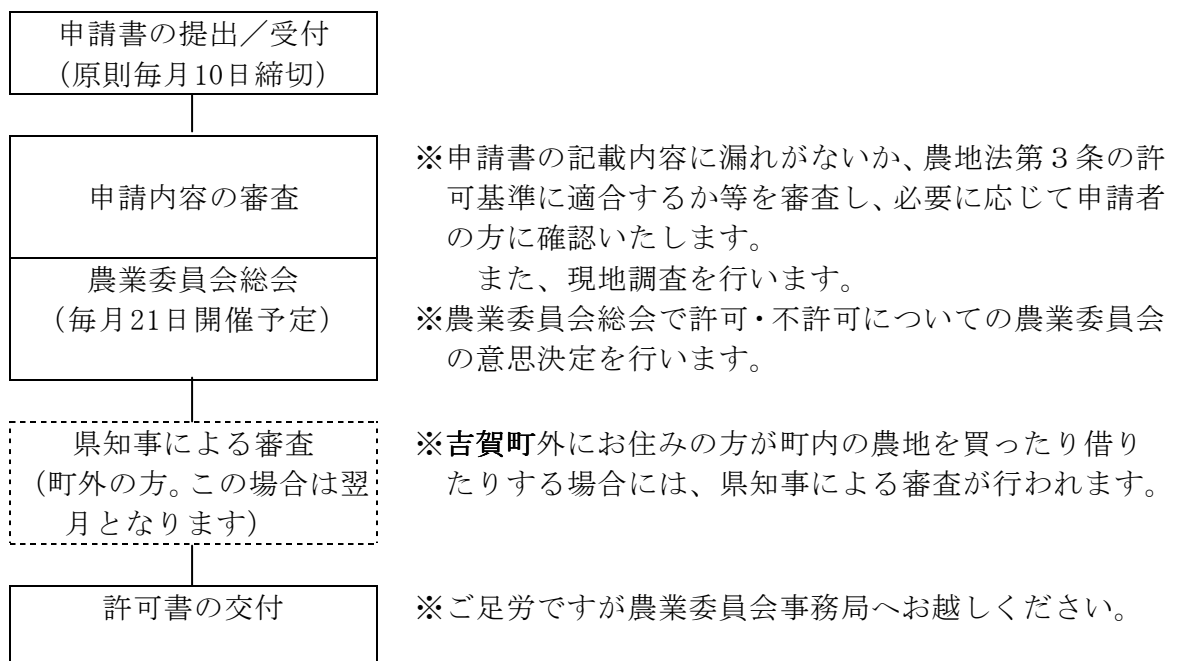 申請書の提出／受付
(原則毎月10日締切)
申請内容の審査
※申請書の記載内容に漏れがないか、農地法第３条の許
可基準に適合するか等を審査し、必要に応じて申請者
の方に確認いたします。
また、現地調査を行います。
農業委員会総会
(毎月21日開催予定)
※農業委員会総会で許可・不許可についての農業委員会
の意思決定を行います。
県知事による審査
(町外の方。この場合は翌
月となります)
※吉賀町外にお住みの方が町内の農地を買ったり借り
たりする場合には、県知事による審査が行われます。
許可書の交付
※ご足労ですが農業委員会事務局へお越しください。